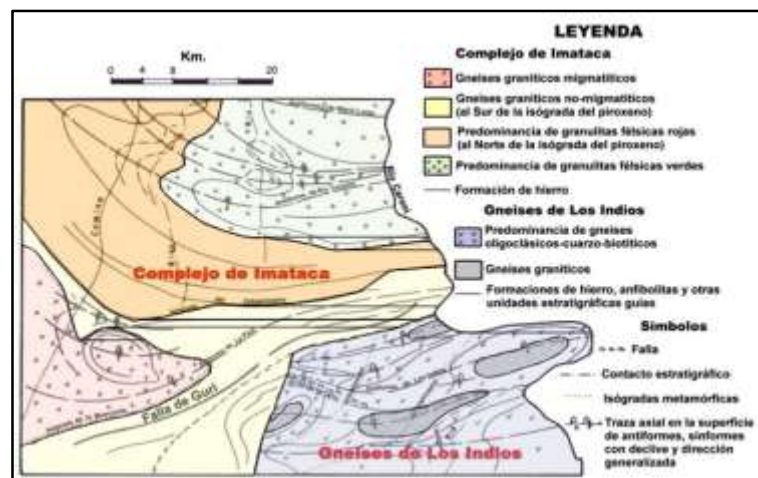 Km.
0 4 8 20
LEYENDA
Complejo de Imataca
Gneises graníticos migmatíticos
Gneises graníticos no-migmatíticos
(al Sur de la isógrada del piroxeno)
Predominancia de granulitas félsicas rojas
(al Norte de la isógrada del piroxeno)
Predominancia de granulitas félsicas verdes
Formación de hierro
Gneises de Los Indios
Predominancia de gneises
oligoclásicos-cuarzo-biotíticos
Gneises graníticos
Formaciones de hierro, anfibolitas y otras
unidades estratigráficas guías
Símbolos
Falla
Contacto estratigráfico
Isógradas metamórficas
Traza axial en la superficie
de antiformes, sinformes
con declive y dirección
generalizada
Río Caroní
Complejo de Imataca
Falla de Guri
Gneises de Los Indios